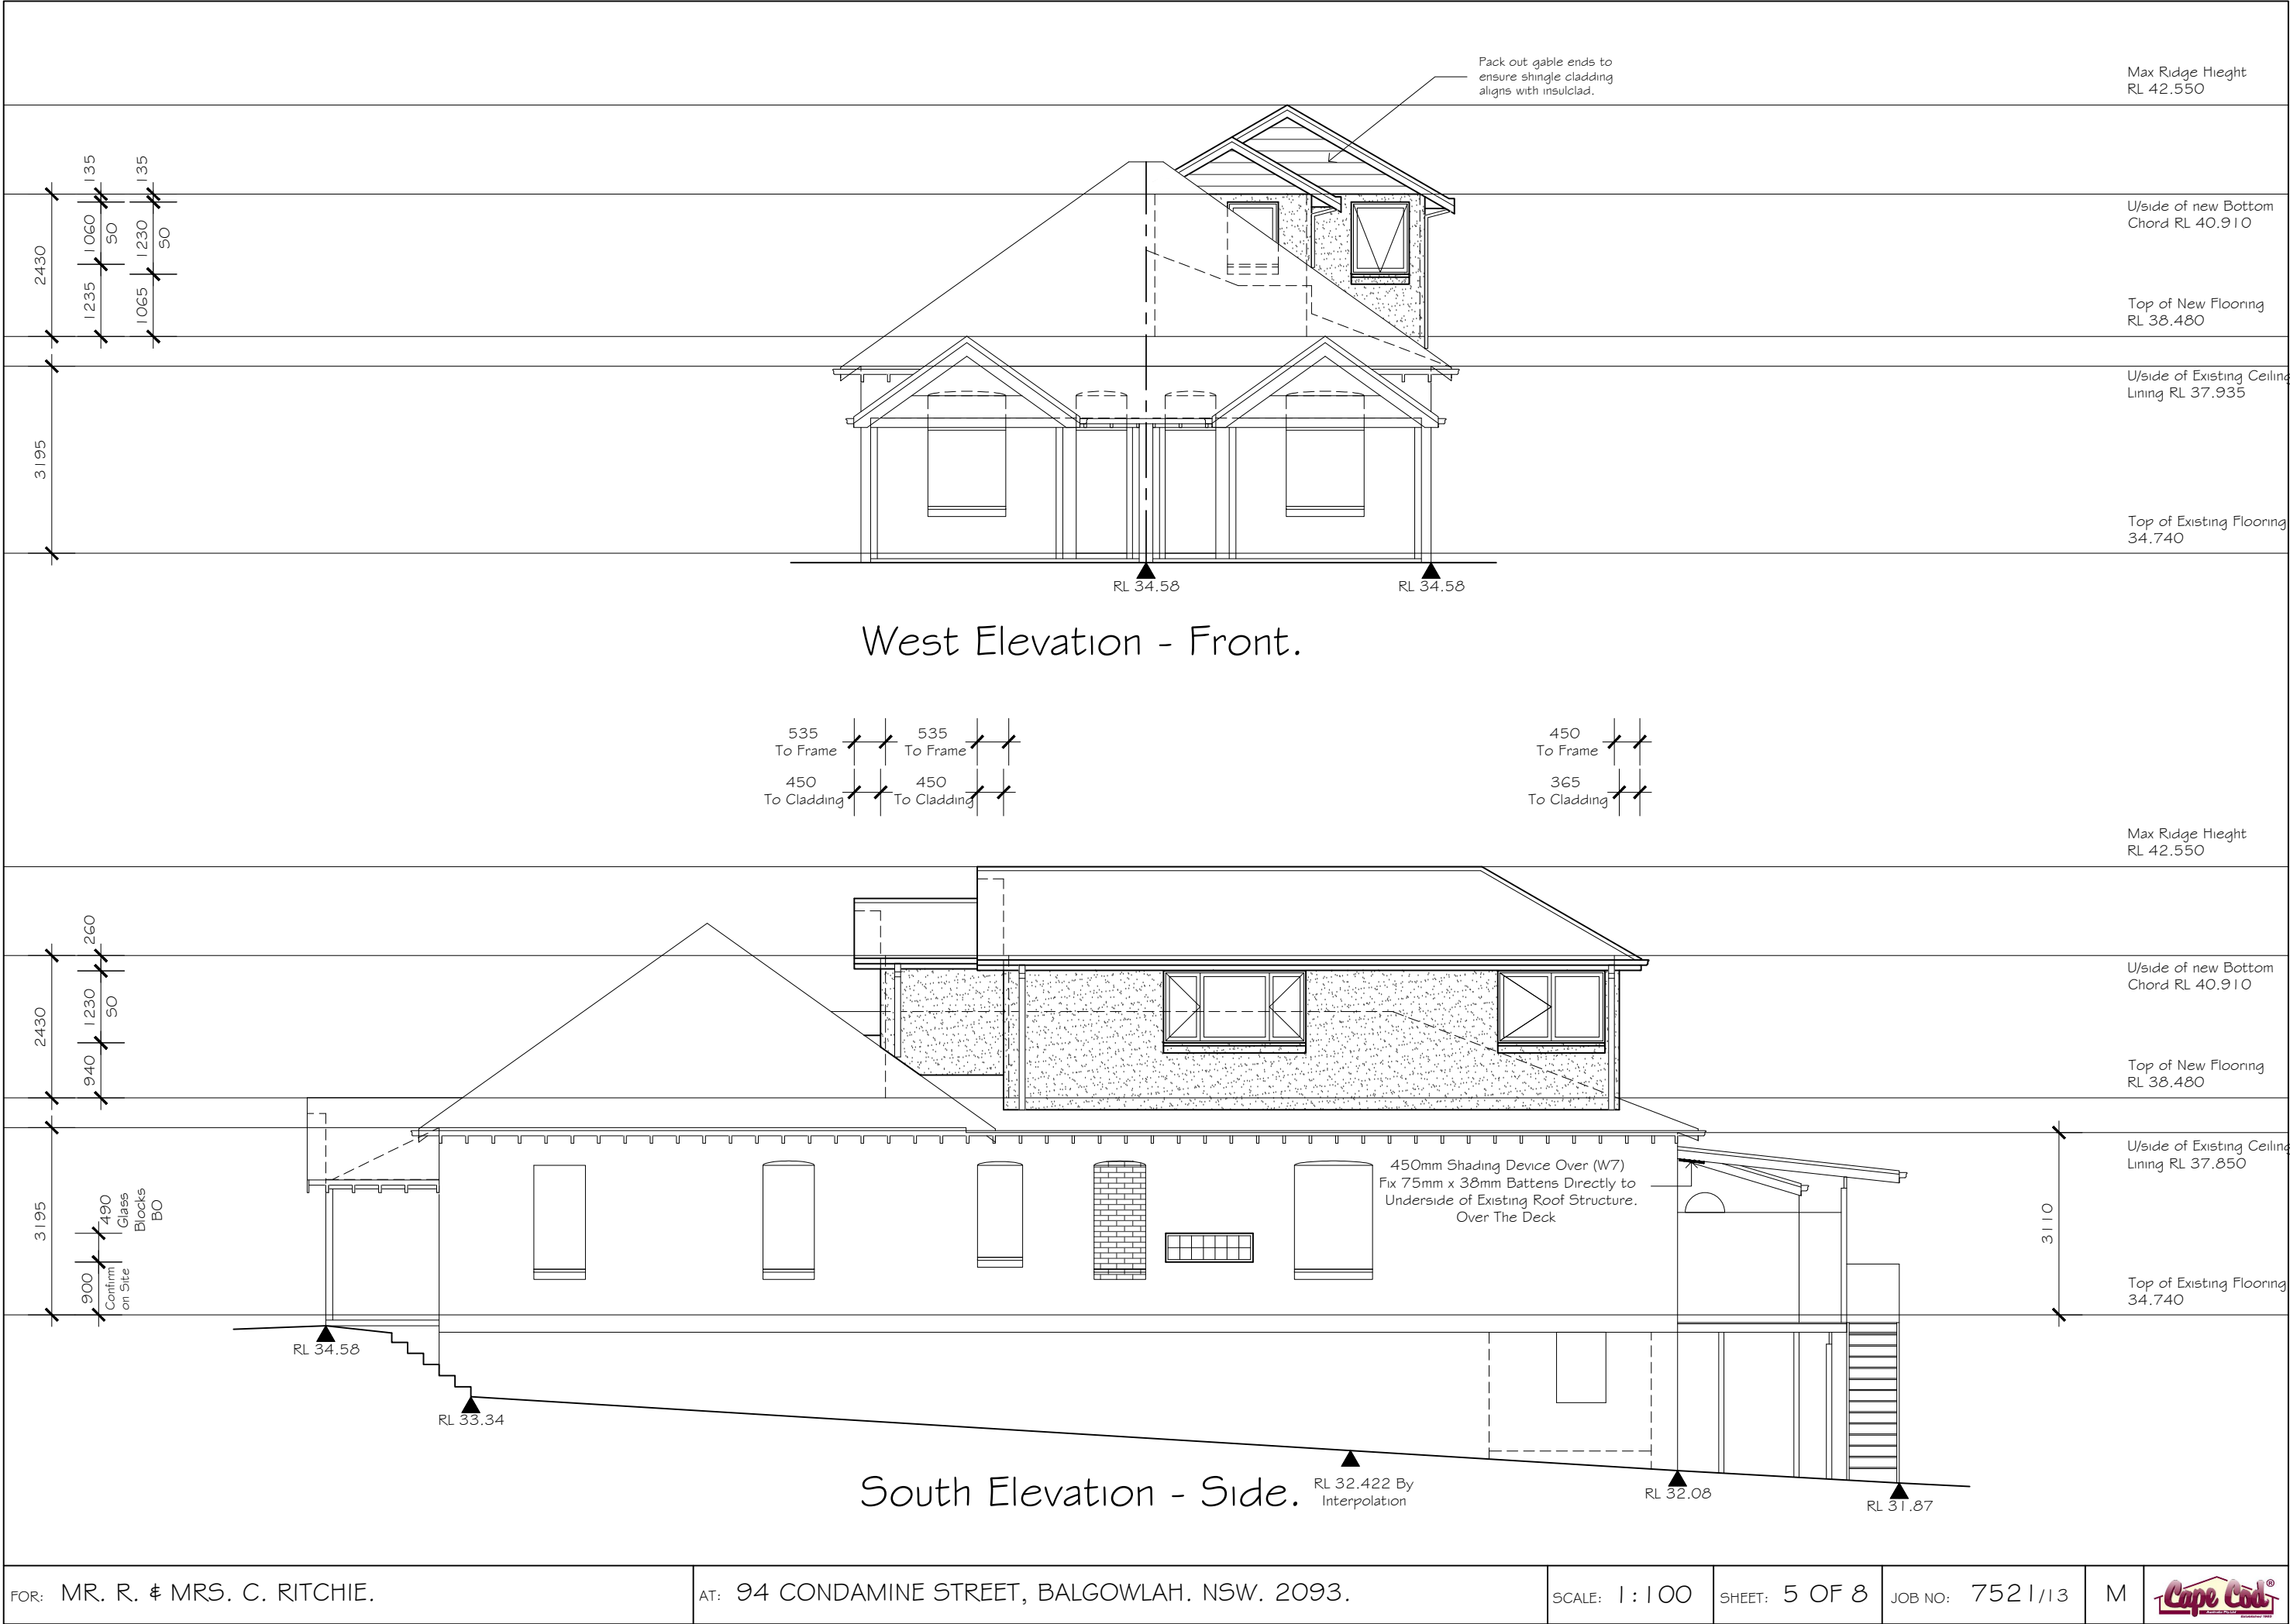 Pack out gable ends to
ensure shingle cladding
aligns with insulclad.
Max Ridge Hieght
RL 42.550
135
135
1060
SO
1230
SO
2430
1235
1065
U/side of new Bottom
Chord RL 40.910
Top of New Flooring
RL 38.480
U/side of Existing Ceiling
Lining RL 37.935
3195
Top of Existing Flooring
34.740
RL 34.58
RL 34.58
West Elevation - Front.
535
To Frame
535
To Frame
450
To Frame
450
To Cladding
450
To Cladding
365
To Cladding
Max Ridge Hieght
RL 42.550
260
1230
SO
2430
940
U/side of new Bottom
Chord RL 40.910
Top of New Flooring
RL 38.480
U/side of Existing Ceiling
Lining RL 37.850
450mm Shading Device Over (W7)
Fix 75mm x 38mm Battens Directly to
Underside of Existing Roof Structure.
Over The Deck
3195
490
Glass
Blocks
BO
900
Confirm
on Site
3110
Top of Existing Flooring
34.740
RL 34.58
RL 33.34
RL 32.422 By
Interpolation
RL 32.08
RL 31.87
South Elevation - Side.
FOR: MR. R. & MRS. C. RITCHIE.
AT: 94 CONDAMINE STREET, BALGOWLAH. NSW. 2093.
SCALE: 1:100
SHEET: 5 OF 8
JOB NO: 7521/13
M
Cape Cod®